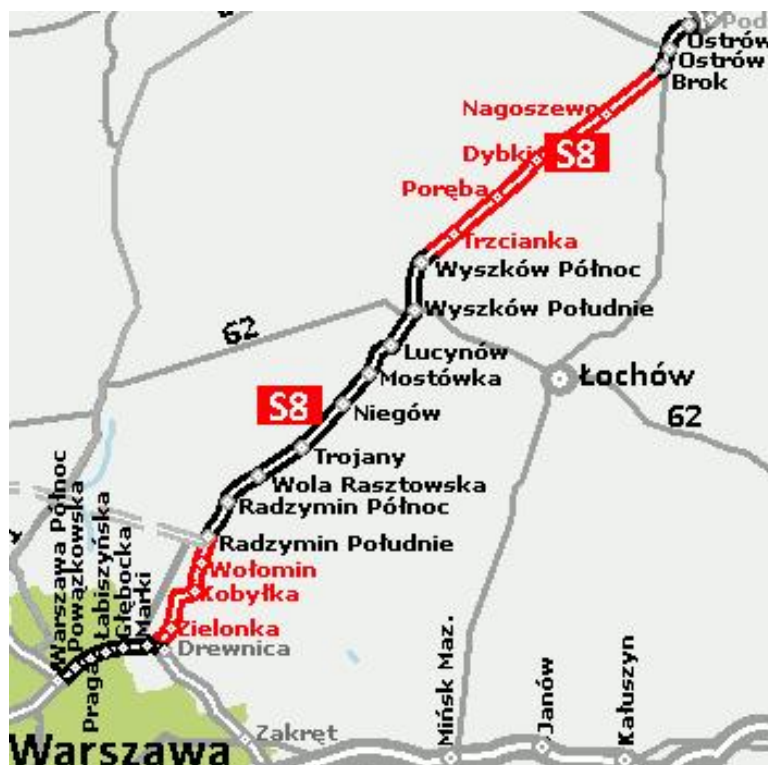 62
Pod
Ostrów
Ostrów
Brok
Nagoszewo
Dybki
S8
Poręba
Trzcianka
Wyszków Północ
Wyszków Południe
62
Lucynów
Łochów
Mostówka
S8
Niegów
62
Trojany
Wola Rasztowska
Radzymin Północ
Radzymin Południe
Wołomin
Kobyłka
Zielonka
Drewnica
Warszawa Północ
Powązkowska
Praga
Łabiszyńska
Głębocka
Marki
Zakręt
Mińsk Maz.
Janów
Kałuszyn
Warszawa